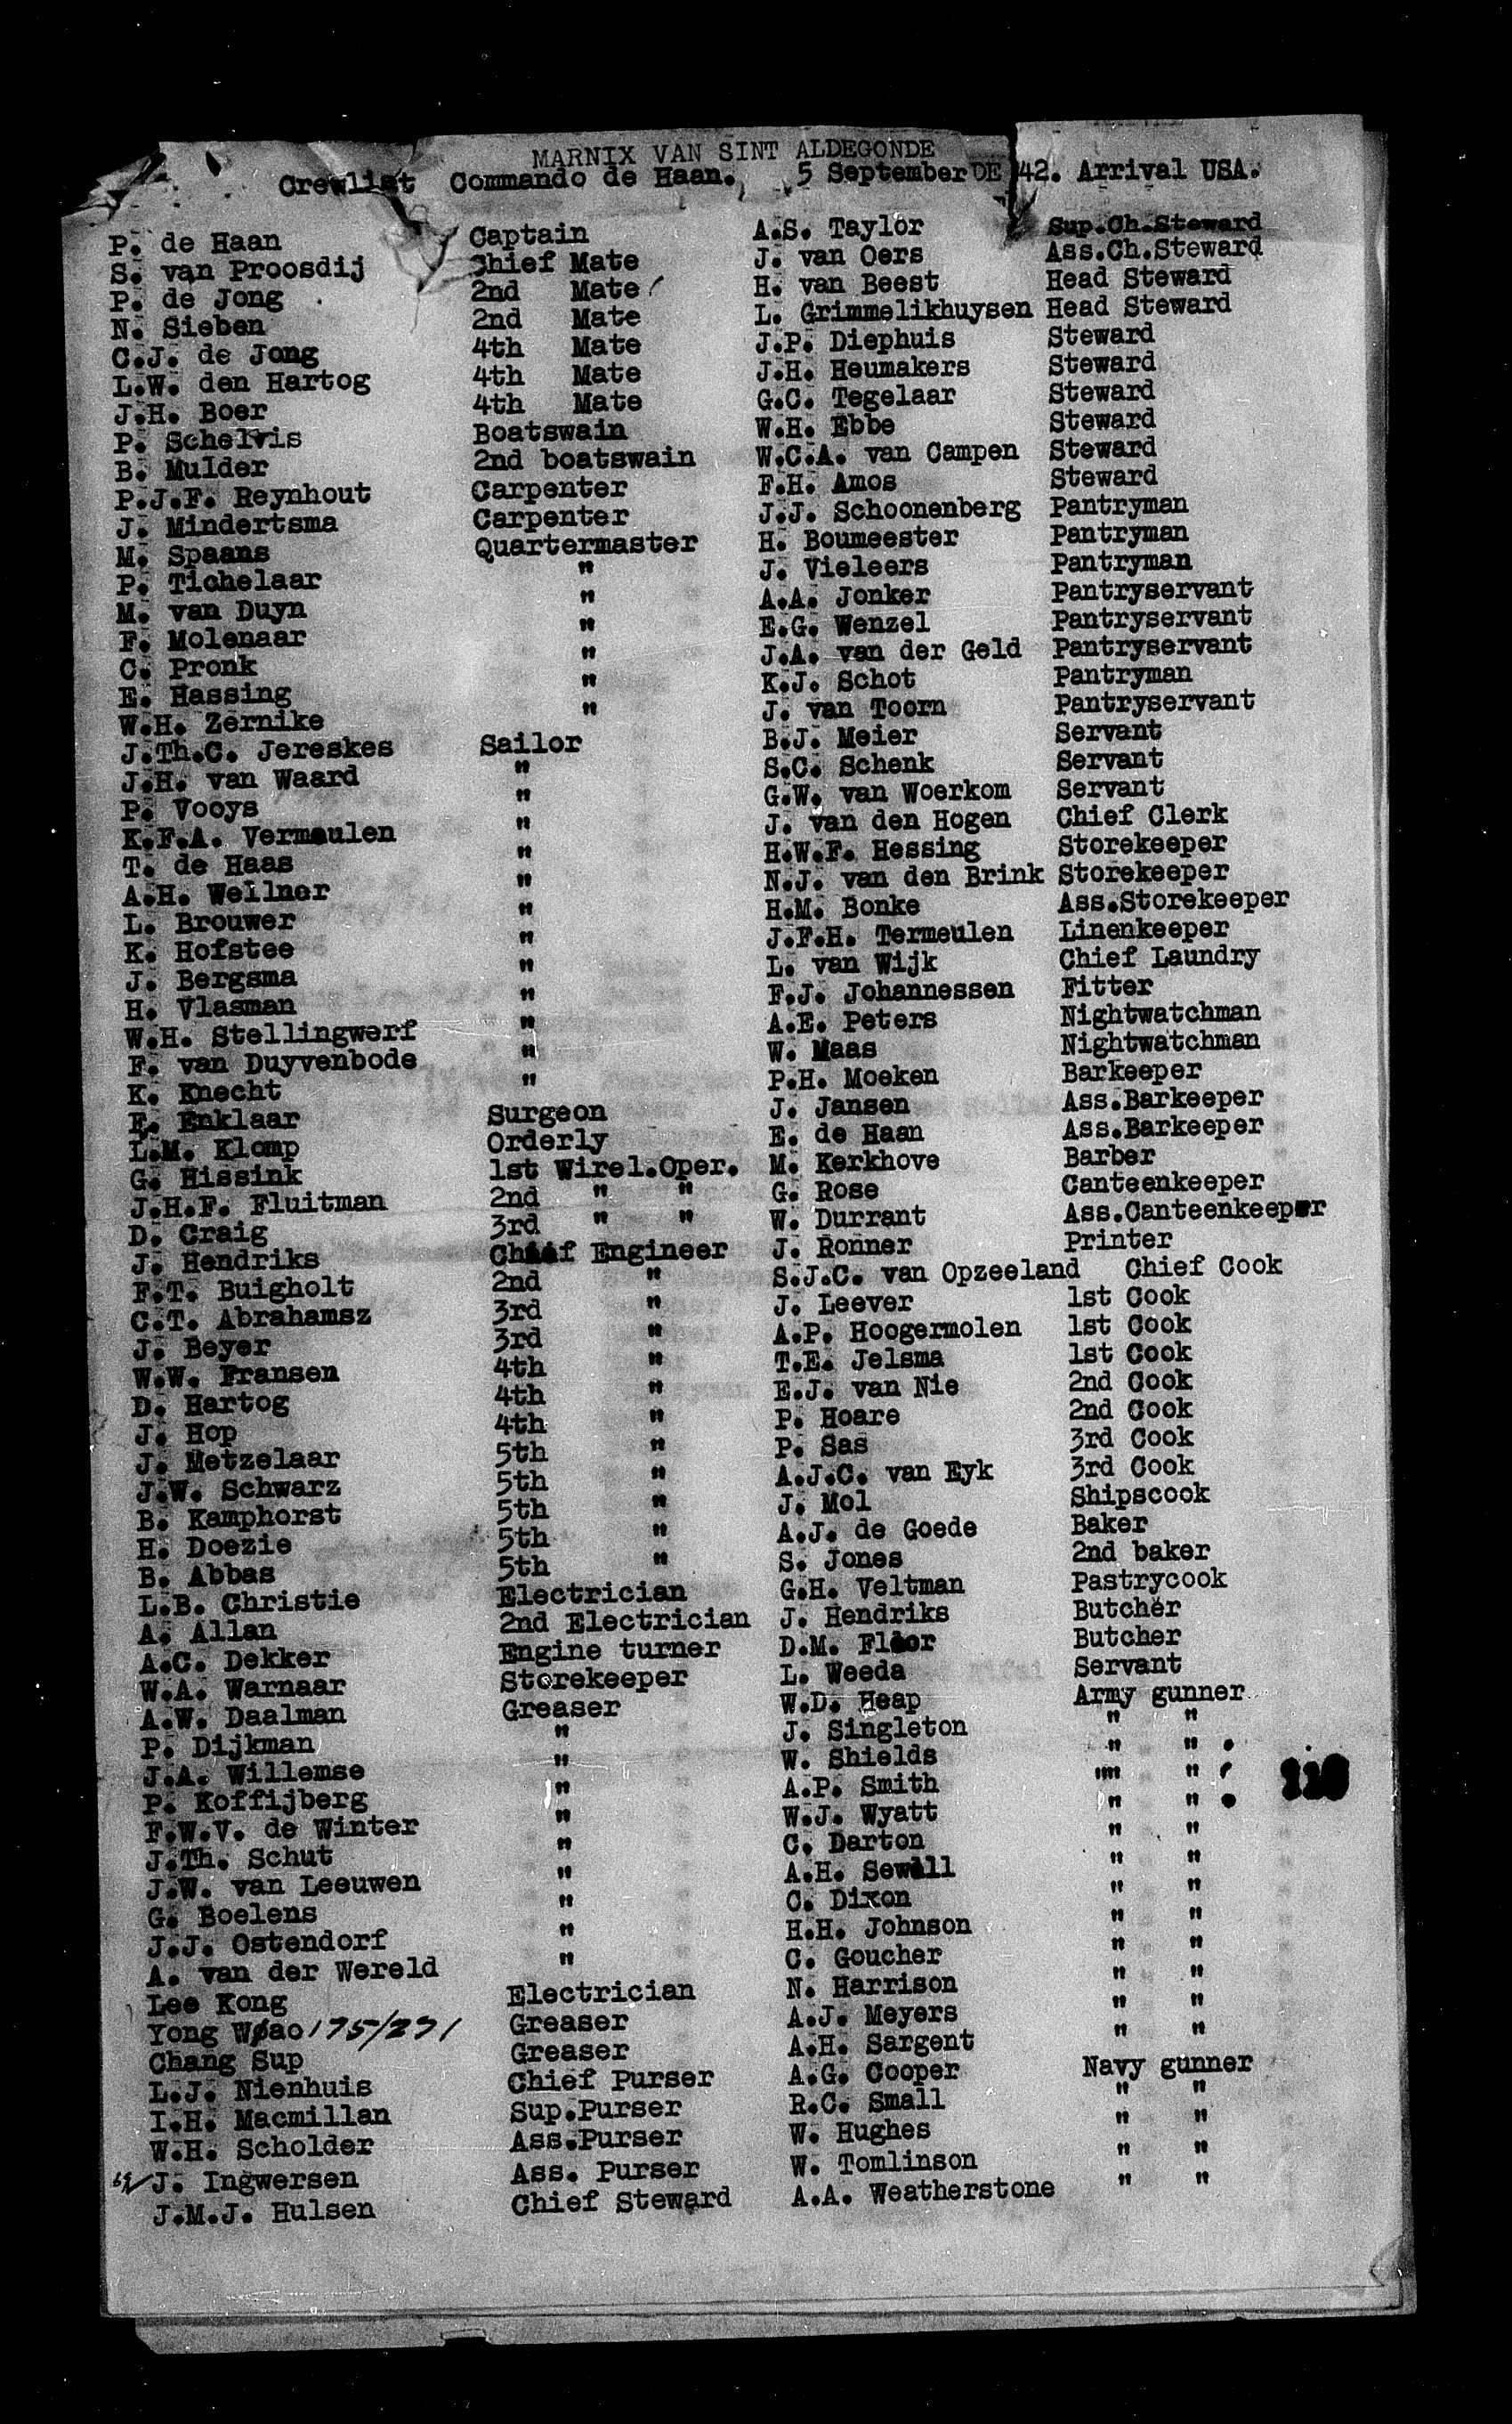 MARNIX VAN SINT ALDEGONDE
Crewlist Commando de Haan. 5 September DE 42. Arrival USA.
P. de Haan Captain
S. van Proosdij Chief Mate
P. de Jong 2nd Mate
N. Sieben 2nd Mate
C.J. de Jong 4th Mate
L.W. den Hartog 4th Mate
J.H. Boer 4th Mate
P. Schelvis Boatswain
B. Mulder 2nd boatswain
P.J.F. Reynhout Carpenter
J. Mindertsma Carpenter
M. Spaans Quartermaster
P. Tichelaar "
M. van Duyn "
F. Molenaar "
C. Pronk "
E. Hassing "
W.H. Zernike "
J.Th.C. Jereskes Sailor
J.H. van Waard "
P. Vooys "
K.F.A. Vermeulen "
T. de Haas "
A.H. Wellner "
L. Brouwer "
K. Hofstee "
J. Bergsma "
H. Vlasman "
W.H. Stellingwerf "
F. van Duyvenbode "
K. Knecht "
E. Enklaar Surgeon
L.M. Klomp Orderly
G. Hissink 1st Wirel.Oper.
J.H.F. Fluitman 2nd " "
D. Craig 3rd " "
J. Hendriks Chief Engineer
F.T. Buigholt 2nd "
C.T. Abrahamsz 3rd "
J. Beyer 3rd "
W.W. Fransen 4th "
D. Hartog 4th "
J. Hop 4th "
J. Metzelaar 5th "
J.W. Schwarz 5th "
B. Kamphorst 5th "
H. Doezie 5th "
B. Abbas 5th "
L.B. Christie Electrician
A. Allan 2nd Electrician
A.C. Dekker Engine turner
W.A. Warnaar Storekeeper
A.W. Daalman Greaser
P. Dijkman "
J.A. Willemse "
P. Koffijberg "
F.W.V. de Winter "
J.Th. Schut "
J.W. van Leeuwen "
G. Boelens "
J.J. Ostendorf "
A. van der Wereld "
Lee Kong Electrician
Yong Woao 175/271 Greaser
Chang Sup Greaser
L.J. Nienhuis Chief Purser
I.H. Macmillan Sup.Purser
W.H. Scholder Ass.Purser
J. Ingwersen Ass. Purser
J.M.J. Hulsen Chief Steward
A.S. Taylor Sup.Ch.Steward
J. van Oers Ass.Ch.Steward
H. van Beest Head Steward
L. Grimmelikhuysen Head Steward
J.P. Diephuis Steward
J.H. Heumakers Steward
G.C. Tegelaar Steward
W.H. Ebbe Steward
W.C.A. van Campen Steward
F.H. Amos Steward
J.J. Schoonenberg Pantryman
H. Boumeester Pantryman
J. Vieleers Pantryman
A.A. Jonker Pantryservant
E.G. Wenzel Pantryservant
J.A. van der Geld Pantryservant
K.J. Schot Pantryman
J. van Toorn Pantryservant
B.J. Meier Servant
S.C. Schenk Servant
G.W. van Woerkom Servant
J. van den Hogen Chief Clerk
H.W.F. Hessing Storekeeper
N.J. van den Brink Storekeeper
H.M. Bonke Ass.Storekeeper
J.F.H. Termeulen Linenkeeper
L. van Wijk Chief Laundry
F.J. Johannessen Fitter
A.E. Peters Nightwatchman
W. Maas Nightwatchman
P.H. Moeken Barkeeper
J. Jansen Ass.Barkeeper
E. de Haan Ass.Barkeeper
M. Kerkhove Barber
G. Rose Canteenkeeper
W. Durrant Ass.Canteenkeeper
J. Ronner Printer
S.J.C. van Opzeeland Chief Cook
J. Leever 1st Cook
A.P. Hoogermolen 1st Cook
T.E. Jelsma 1st Cook
E.J. van Nie 2nd Cook
P. Hoare 2nd Cook
P. Sas 3rd Cook
A.J.C. van Eyk 3rd Cook
J. Mol Shipscook
A.J. de Goede Baker
S. Jones 2nd baker
G.H. Veltman Pastrycook
J. Hendriks Butcher
D.M. Floor Butcher
L. Weeda Servant
W.D. Heap Army gunner
J. Singleton " "
W. Shields " "
A.P. Smith "" "
W.J. Wyatt " "
C. Darton " "
A.H. Sewell " "
C. Dixon " "
H.H. Johnson " "
C. Goucher " "
N. Harrison " "
A.J. Meyers " "
A.H. Sargent " "
A.G. Cooper Navy gunner
R.C. Small " "
W. Hughes " "
W. Tomlinson " "
A.A. Weatherstone " "